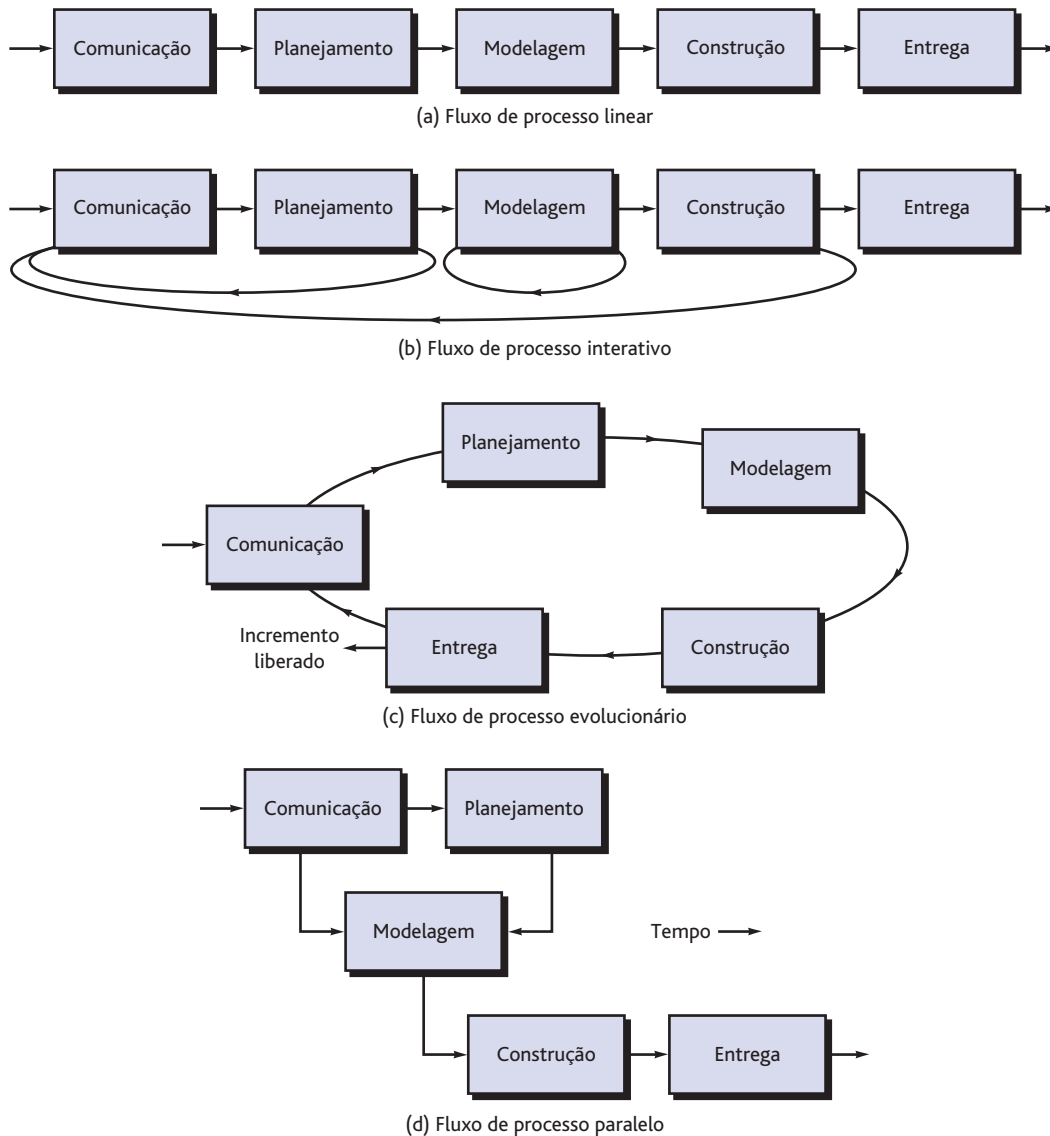 Comunicação Planejamento Modelagem Construção Entrega
(a) Fluxo de processo linear
Comunicação Planejamento Modelagem Construção Entrega
(b) Fluxo de processo interativo
Planejamento
Modelagem
Comunicação
Incremento
liberado
Entrega
Construção
(c) Fluxo de processo evolucionário
Comunicação Planejamento
Modelagem
Tempo
Construção Entrega
(d) Fluxo de processo paralelo